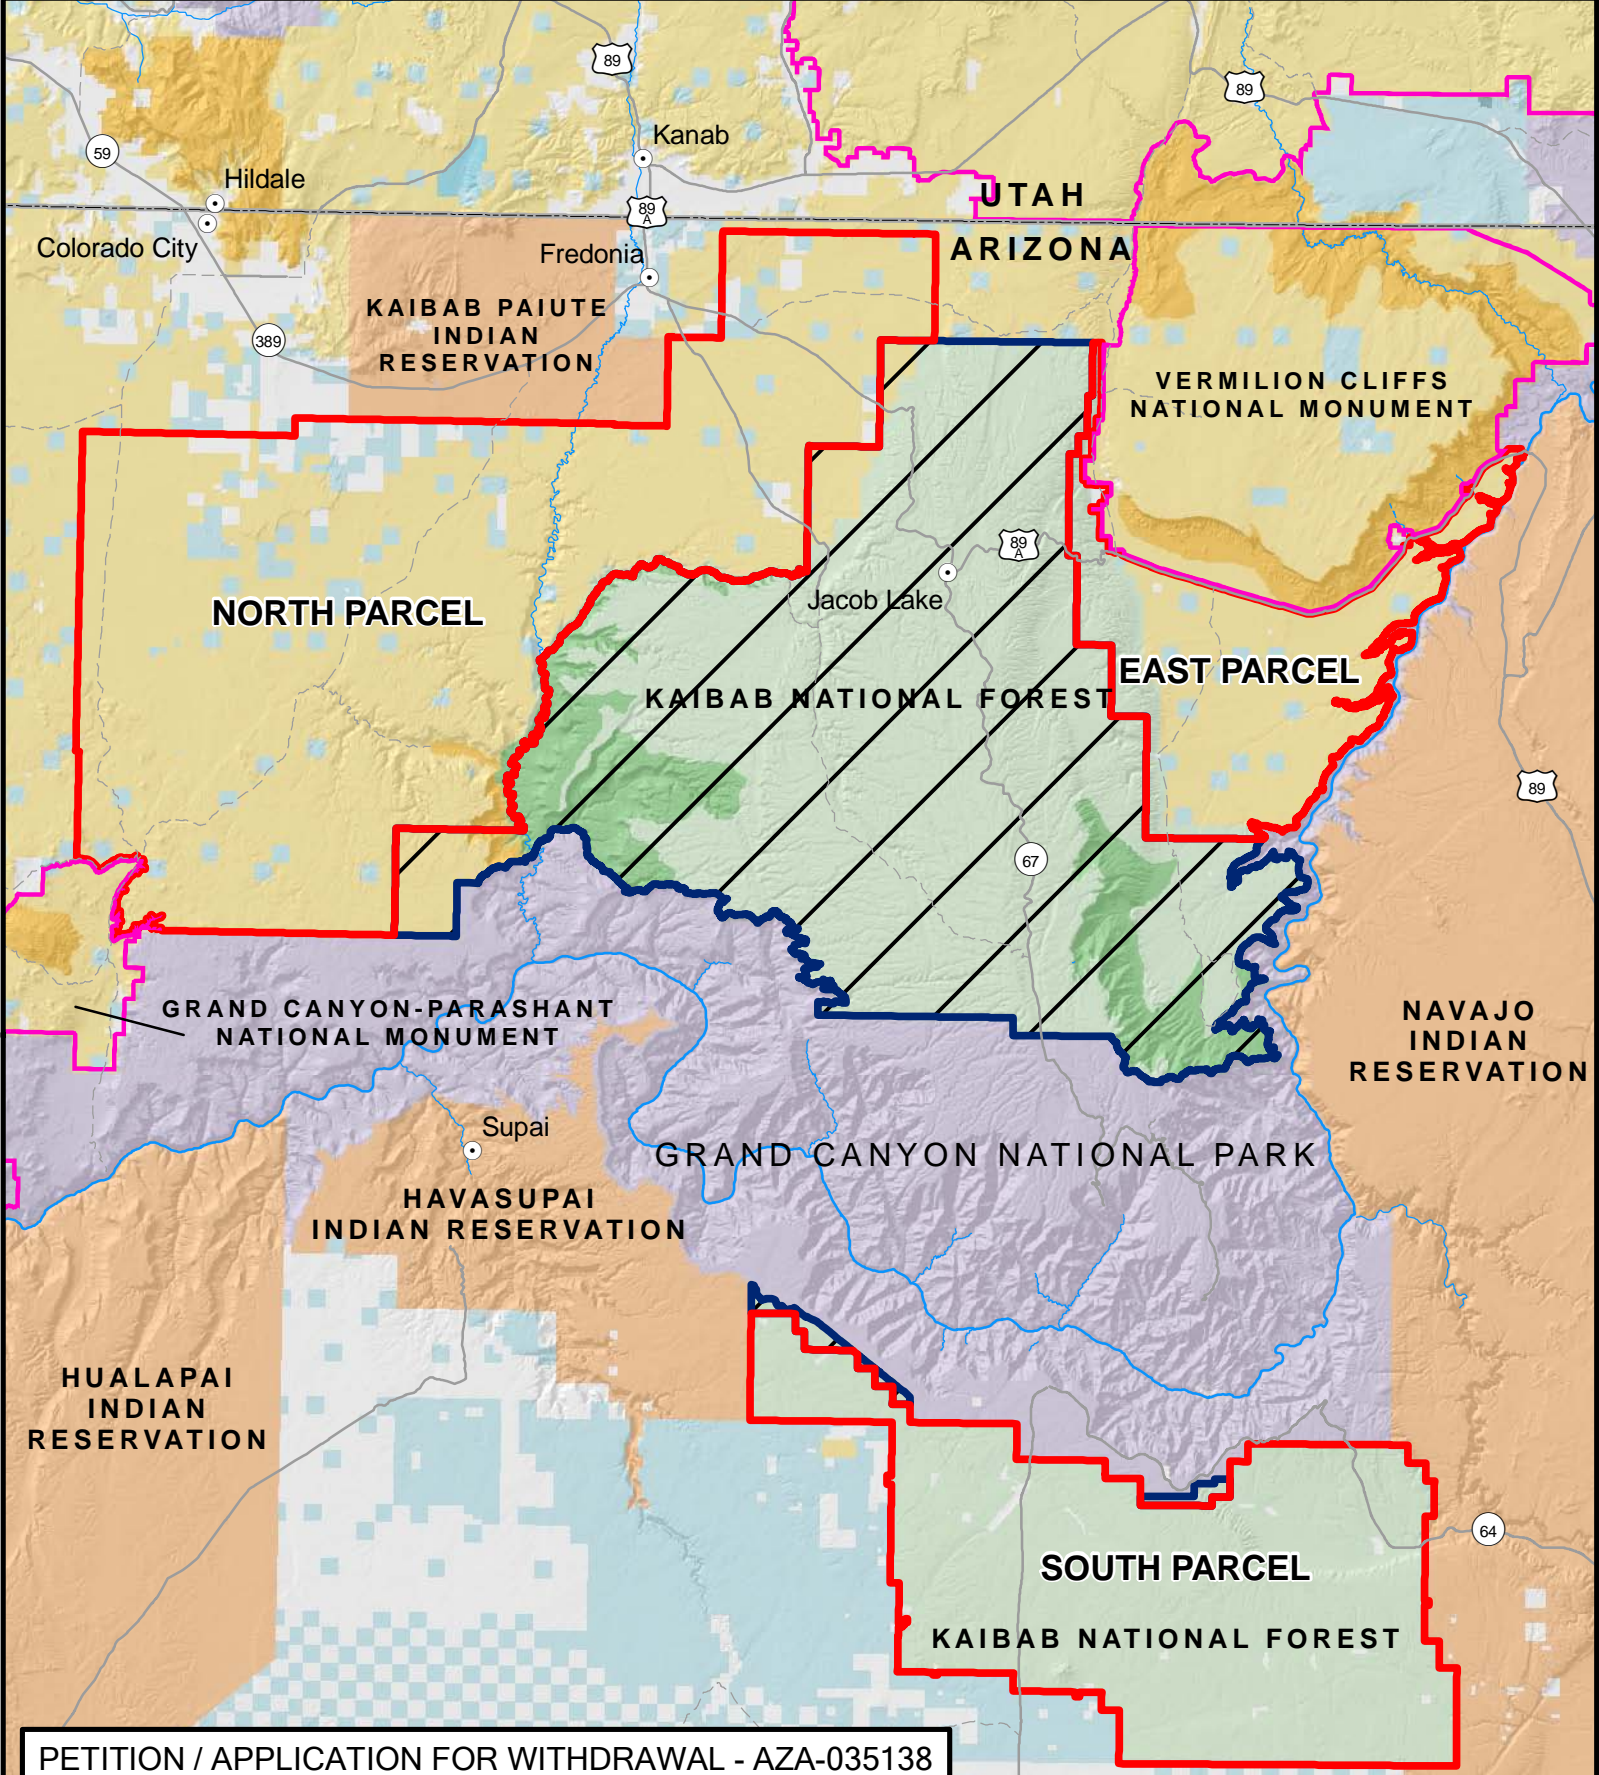 89
89
Kanab
59
Hildale
UTAH
89
A
Colorado City
Fredonia
ARIZONA
KAIBAB PAIUTE
INDIAN
RESERVATION
389
VERMILION CLIFFS
NATIONAL MONUMENT
89
A
Jacob Lake
NORTH PARCEL
EAST PARCEL
KAIBAB NATIONAL FOREST
89
67
GRAND CANYON-PARASHANT
NATIONAL MONUMENT
NAVAJO
INDIAN
RESERVATION
Supai
GRAND CANYON NATIONAL PARK
HAVASUPAI
INDIAN RESERVATION
HUALAPAI
INDIAN
RESERVATION
64
SOUTH PARCEL
KAIBAB NATIONAL FOREST
PETITION / APPLICATION FOR WITHDRAWAL - AZA-035138